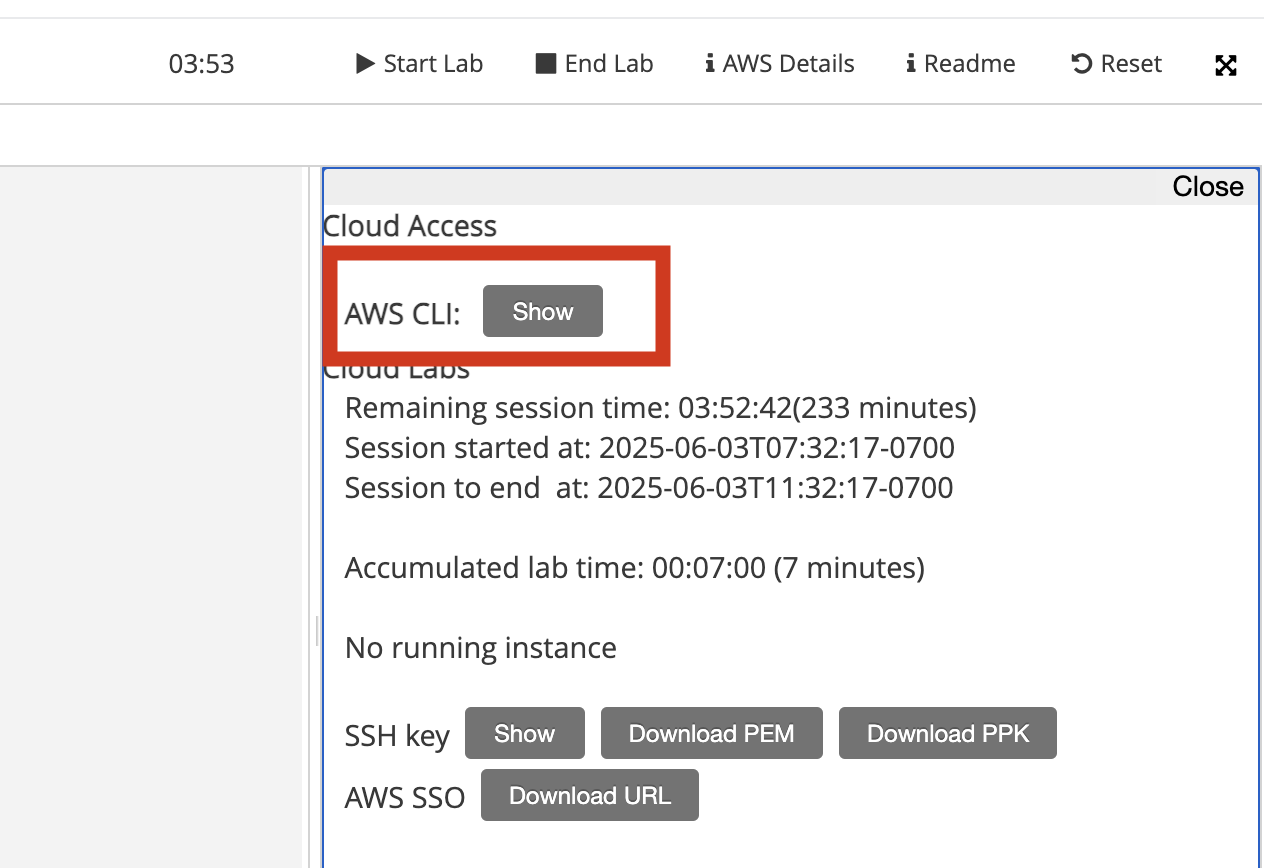 03:53 Start Lab End Lab AWS Details Readme Reset
Close
Cloud Access
AWS CLI: Show
Cloud Labs
Remaining session time: 03:52:42(233 minutes)
Session started at: 2025-06-03T07:32:17-0700
Session to end  at: 2025-06-03T11:32:17-0700
Accumulated lab time: 00:07:00 (7 minutes)
No running instance
SSH key Show Download PEM Download PPK
AWS SSO Download URL